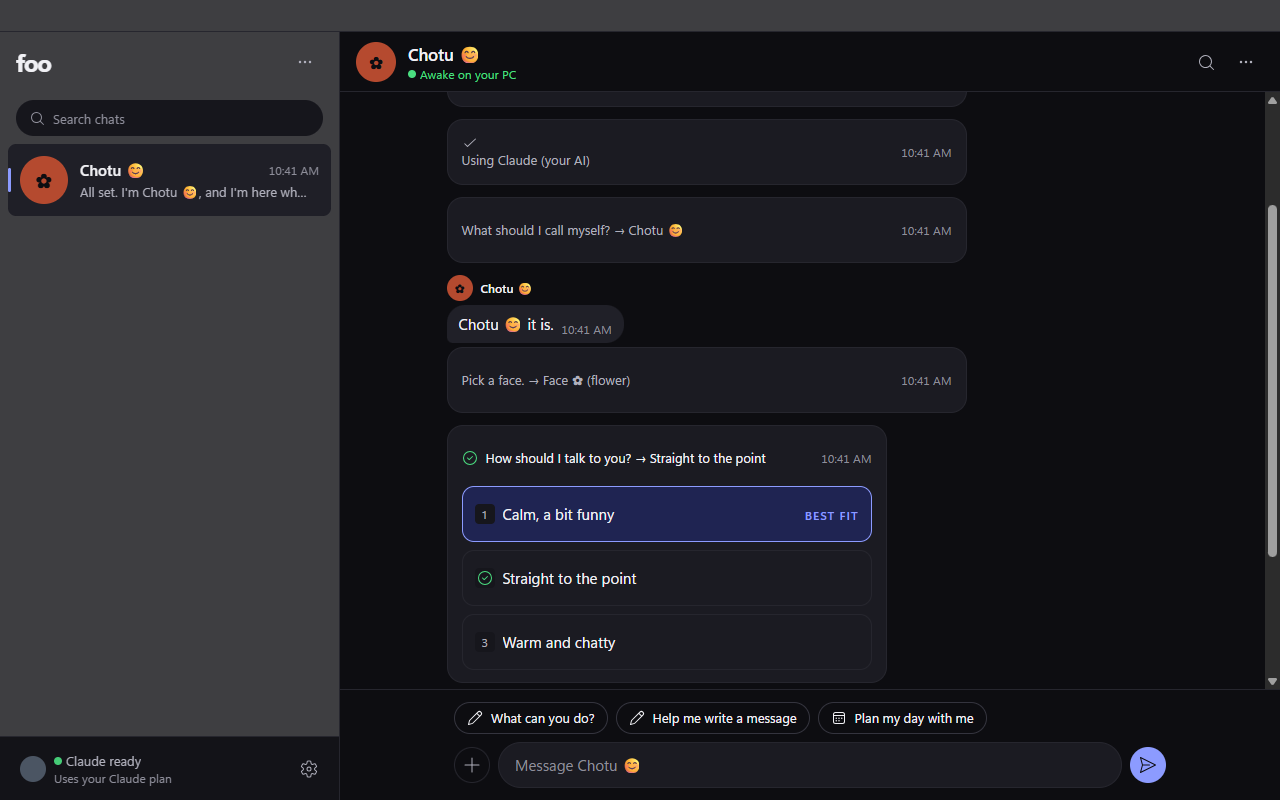 foo
Search chats
Chotu 😊 10:41 AM
All set. I'm Chotu 😊, and I'm here wh...
Claude ready
Uses your Claude plan
Chotu 😊
Awake on your PC
Using Claude (your AI) 10:41 AM
What should I call myself? → Chotu 😊 10:41 AM
Chotu 😊
Chotu 😊 it is. 10:41 AM
Pick a face. → Face ✿ (flower) 10:41 AM
How should I talk to you? → Straight to the point 10:41 AM
1 Calm, a bit funny BEST FIT
Straight to the point
3 Warm and chatty
What can you do? Help me write a message Plan my day with me
Message Chotu 😊